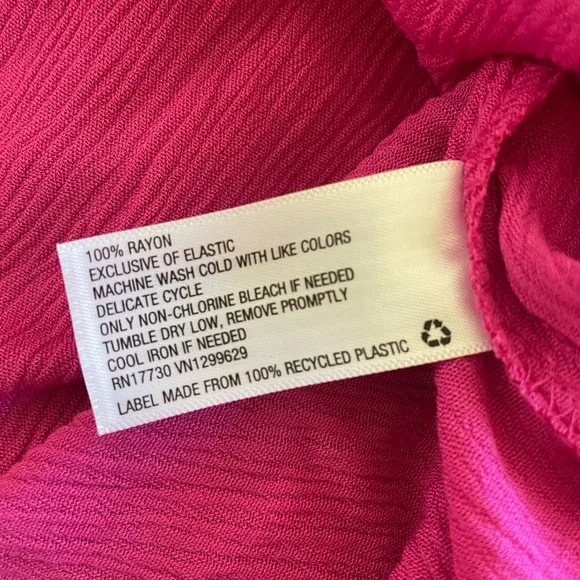 100% RAYON
EXCLUSIVE OF ELASTIC
MACHINE WASH COLD WITH LIKE COLORS
DELICATE CYCLE
ONLY NON-CHLORINE BLEACH IF NEEDED
TUMBLE DRY LOW, REMOVE PROMPTLY
COOL IRON IF NEEDED
RN17730 VN1299629
LABEL MADE FROM 100% RECYCLED PLASTIC